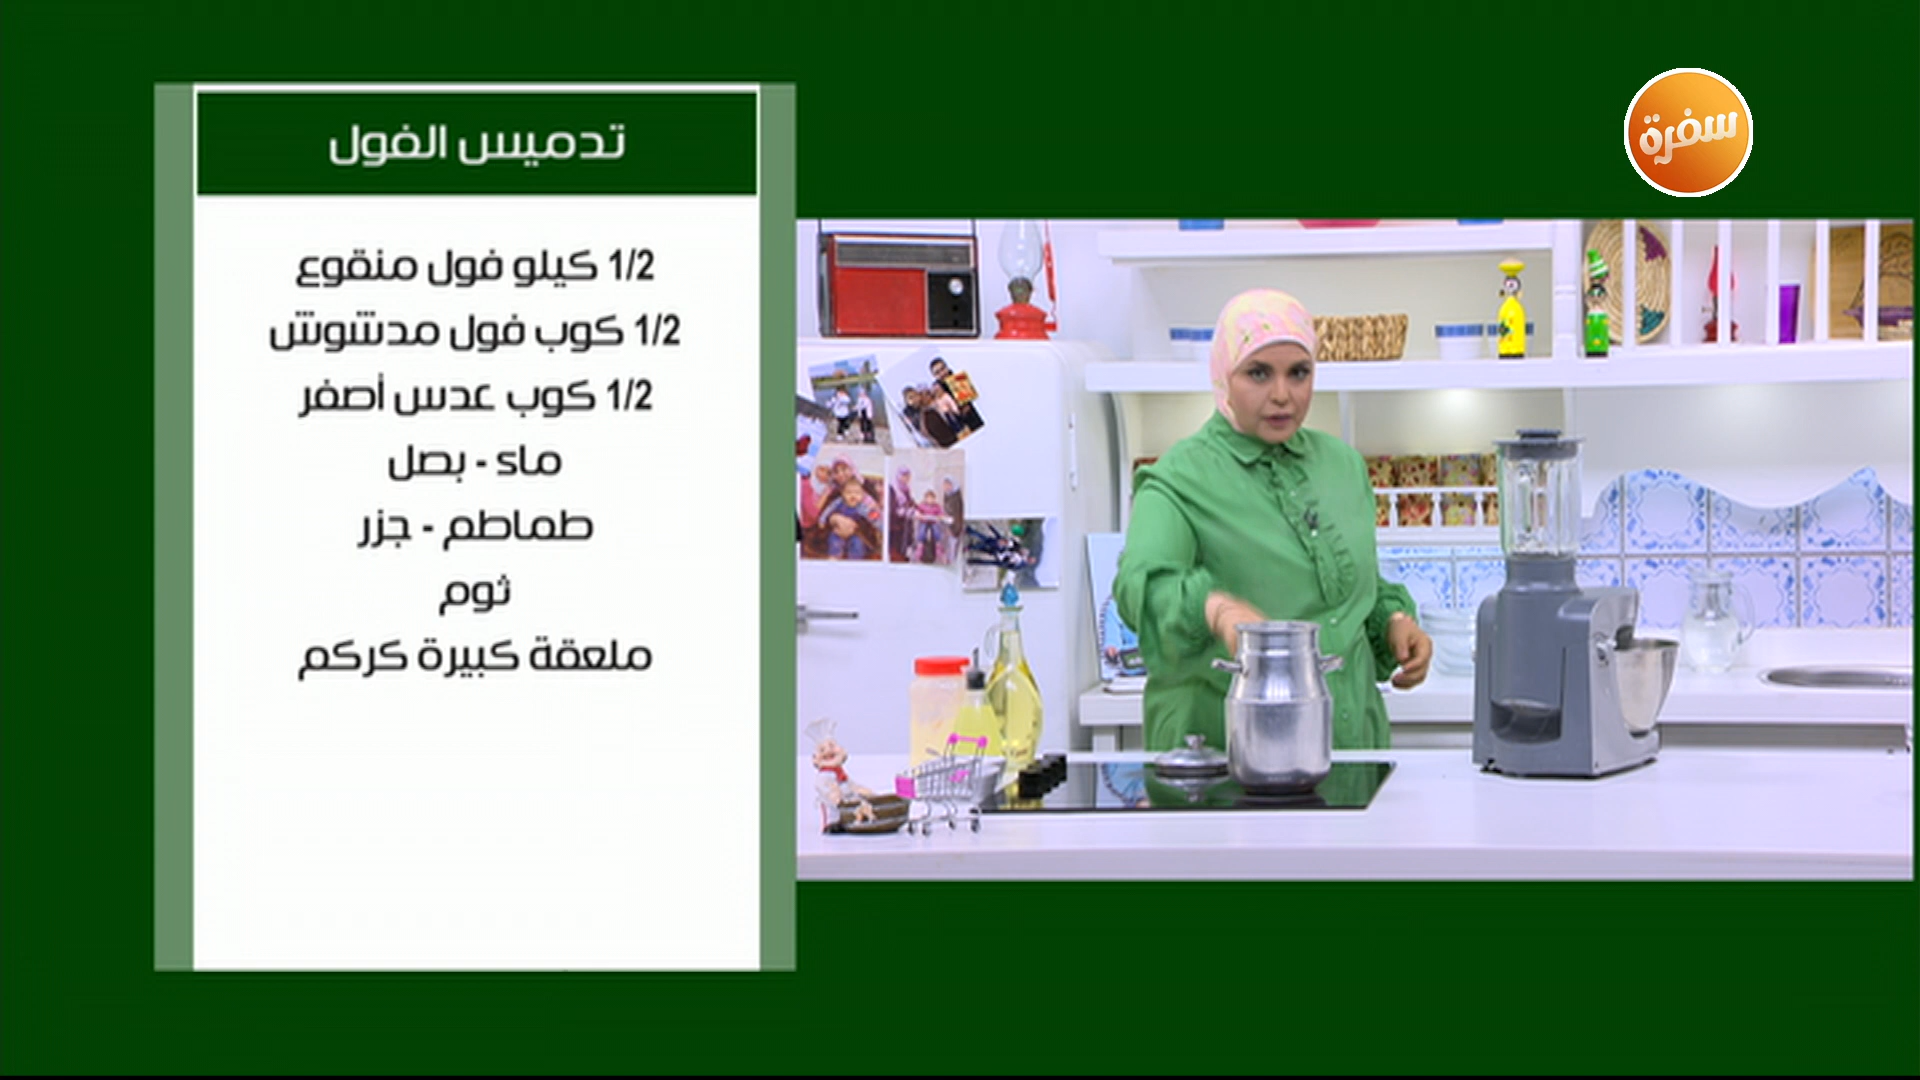 تدميس الفول
1/2 كيلو فول منقوع
1/2 كوب فول مدشوش
1/2 كوب عدس أصفر
ماء - بصل
طماطم - جزر
ثوم
ملعقة كبيرة كركم
سفرة